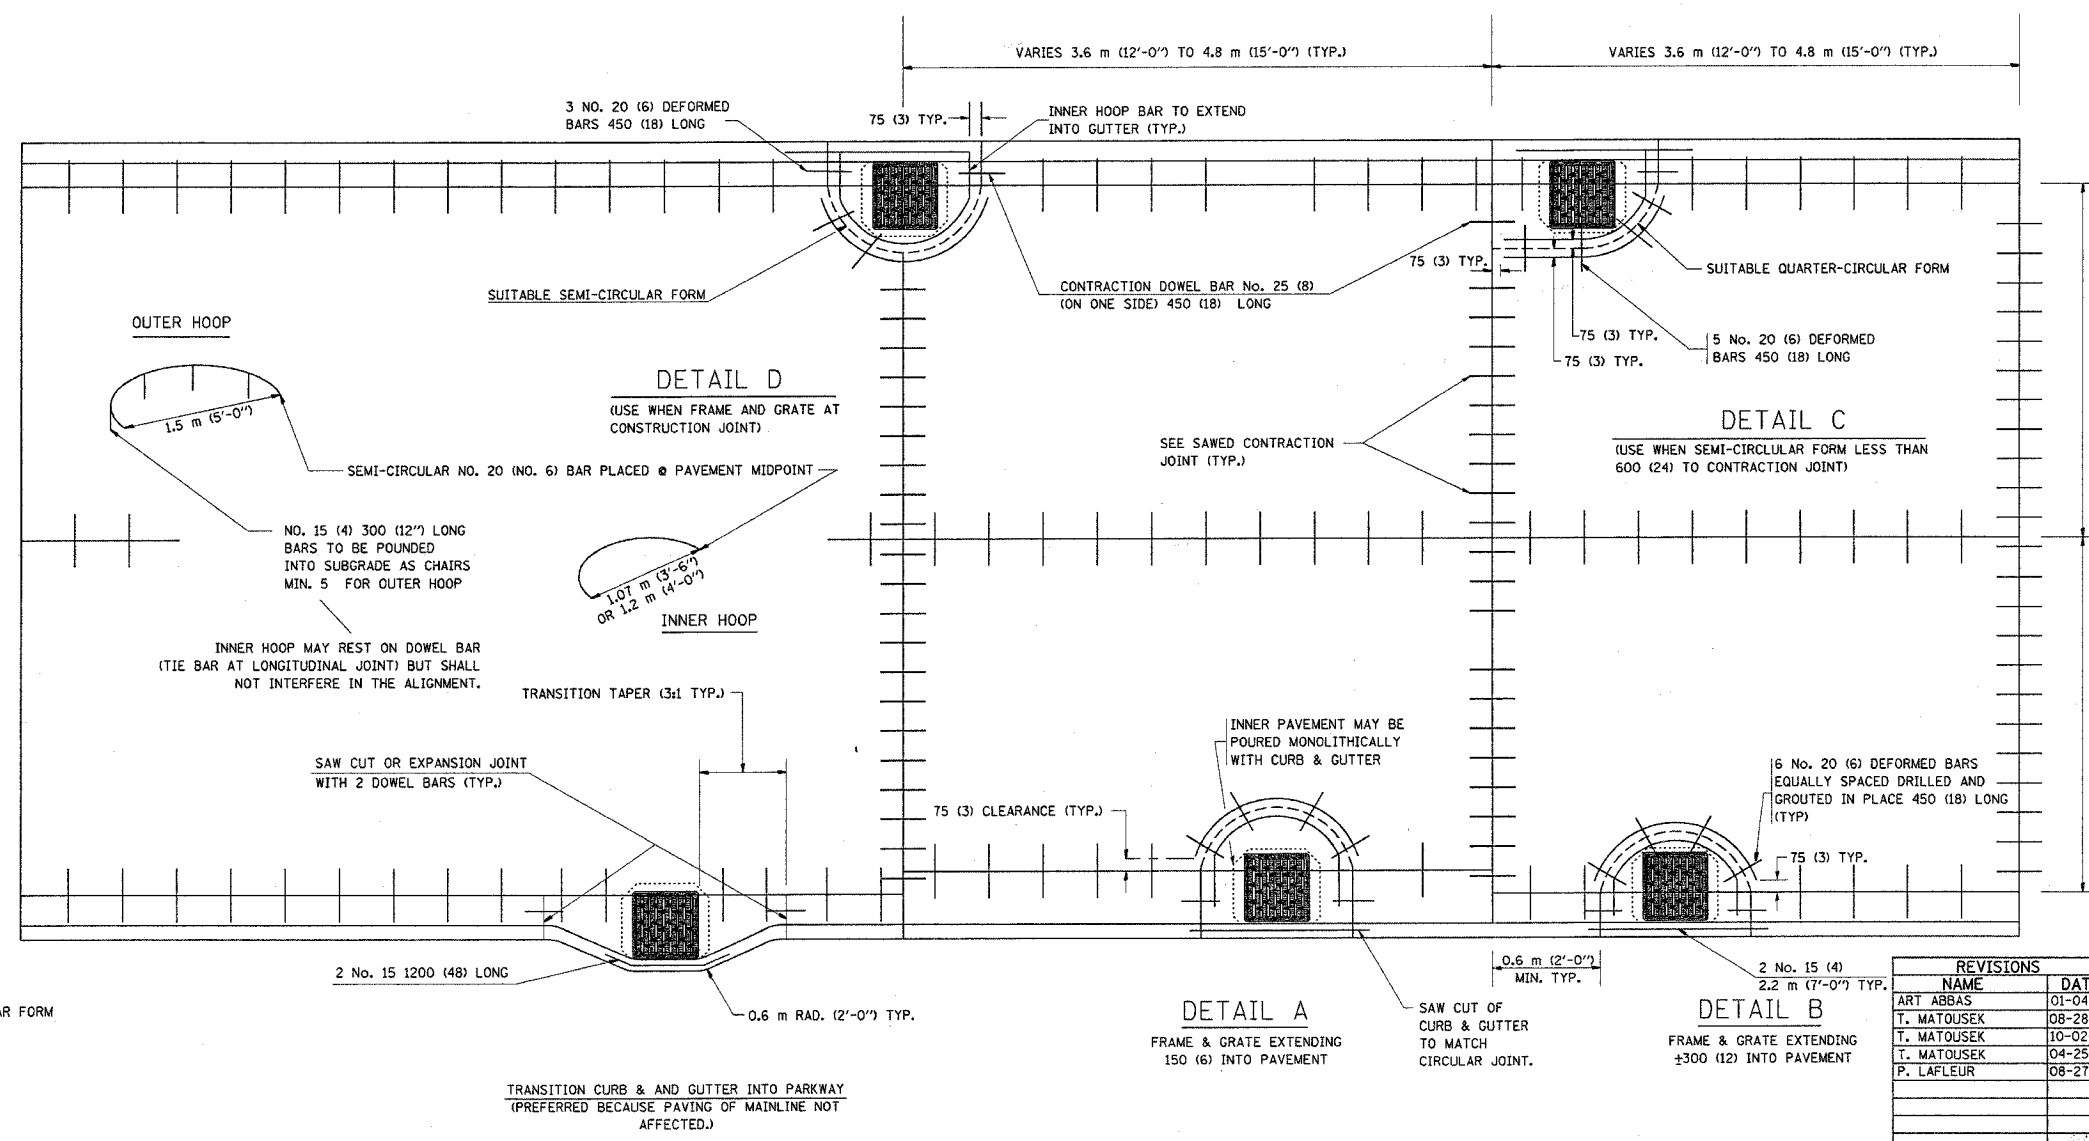 VARIES 3.6 m (12'-0") TO 4.8 m (15'-0") (TYP.)
VARIES 3.6 m (12'-0") TO 4.8 m (15'-0") (TYP.)
3 NO. 20 (6) DEFORMED
BARS 450 (18) LONG
75 (3) TYP.
INNER HOOP BAR TO EXTEND
INTO GUTTER (TYP.)
SUITABLE SEMI-CIRCULAR FORM
CONTRACTION DOWEL BAR No. 25 (8)
(ON ONE SIDE) 450 (18) LONG
75 (3) TYP.
SUITABLE QUARTER-CIRCULAR FORM
75 (3) TYP.
75 (3) TYP.
5 No. 20 (6) DEFORMED
BARS 450 (18) LONG
OUTER HOOP
1.5 m (5'-0")
DETAIL D
(USE WHEN FRAME AND GRATE AT
CONSTRUCTION JOINT)
SEE SAWED CONTRACTION
JOINT (TYP.)
DETAIL C
(USE WHEN SEMI-CIRCLULAR FORM LESS THAN
600 (24) TO CONTRACTION JOINT)
SEMI-CIRCULAR NO. 20 (NO. 6) BAR PLACED @ PAVEMENT MIDPOINT
NO. 15 (4) 300 (12") LONG
BARS TO BE POUNDED
INTO SUBGRADE AS CHAIRS
MIN. 5 FOR OUTER HOOP
1.07 m (3'-6")
OR 1.2 m (4'-0")
INNER HOOP
INNER HOOP MAY REST ON DOWEL BAR
(TIE BAR AT LONGITUDINAL JOINT) BUT SHALL
NOT INTERFERE IN THE ALIGNMENT.
TRANSITION TAPER (3:1 TYP.)
SAW CUT OR EXPANSION JOINT
WITH 2 DOWEL BARS (TYP.)
INNER PAVEMENT MAY BE
POURED MONOLITHICALLY
WITH CURB & GUTTER
75 (3) CLEARANCE (TYP.)
6 No. 20 (6) DEFORMED BARS
EQUALLY SPACED DRILLED AND
GROUTED IN PLACE 450 (18) LONG
(TYP)
75 (3) TYP.
2 No. 15 1200 (48) LONG
0.6 m RAD. (2'-0") TYP.
0.6 m (2'-0")
MIN. TYP.
2 No. 15 (4)
2.2 m (7'-0") TYP.
AR FORM
DETAIL A
FRAME & GRATE EXTENDING
150 (6) INTO PAVEMENT
SAW CUT OF
CURB & GUTTER
TO MATCH
CIRCULAR JOINT.
DETAIL B
FRAME & GRATE EXTENDING
±300 (12) INTO PAVEMENT
TRANSITION CURB & AND GUTTER INTO PARKWAY
(PREFERRED BECAUSE PAVING OF MAINLINE NOT
AFFECTED.)
REVISIONS
NAME DAT
ART ABBAS 01-04
T. MATOUSEK 08-28
T. MATOUSEK 10-02
T. MATOUSEK 04-25
P. LAFLEUR 08-27